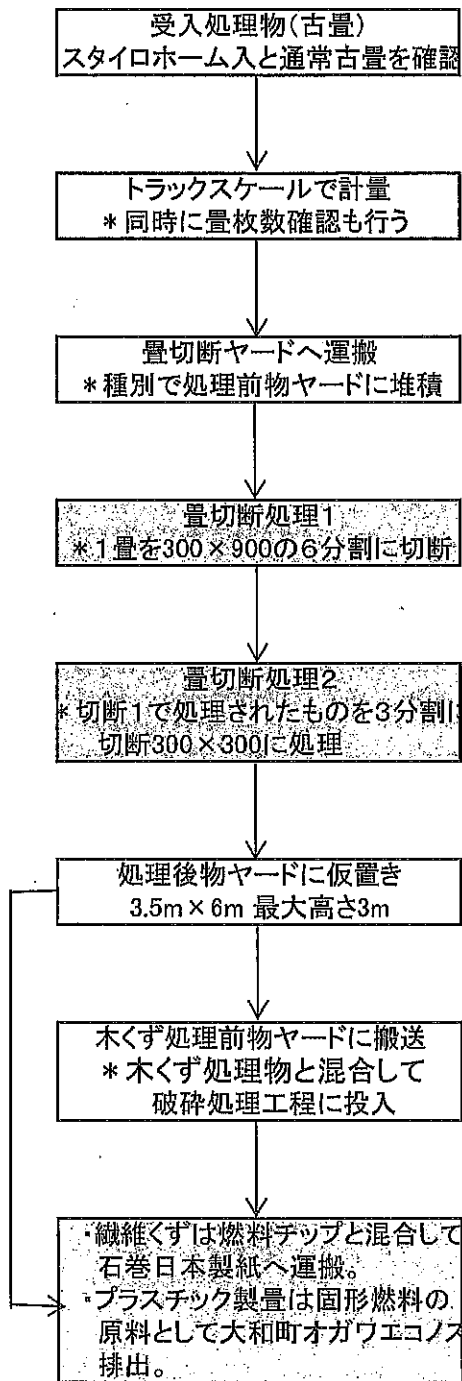 受入処理物(古畳)
スタイロホーム入と通常古畳を確認
トラックスケールで計量
*同時に畳枚数確認も行う
畳切断ヤードへ運搬
*種別で処理前物ヤードに堆積
畳切断処理1
*1畳を300×900の6分割に切断
畳切断処理2
*切断1で処理されたものを3分割に
切断300×300に処理
処理後物ヤードに仮置き
3.5m×6m 最大高さ3m
木くず処理前物ヤードに搬送
*木くず処理物と混合して
破砕処理工程に投入
・繊維くずは燃料チップと混合して
石巻日本製紙へ運搬。
・プラスチック製畳は固形燃料の
原料として大和町オガワエコノス
排出。